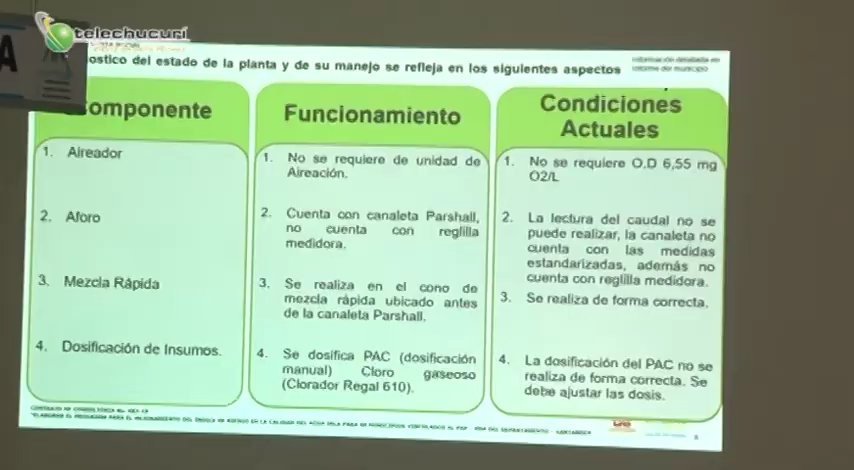 telechucurí
ostico del estado de la planta y de su manejo se refleja en los siguientes aspectos
omponente
Funcionamiento
Condiciones
Actuales
1. Aireador
1. No se requiere de unidad de
Aireación.
1. No se requiere O.D 6,55 mg
O2/L
2. Aforo
2. Cuenta con canaleta Parshall,
no cuenta con reglilla
medidora.
2. La lectura del caudal no se
puede realizar, la canaleta no
cuenta con las medidas
estandarizadas, además no
cuenta con reglilla medidora.
3. Mezcla Rápida
3. Se realiza en el cono de
mezcla rápida ubicado antes
de la canaleta Parshall.
3. Se realiza de forma correcta.
4. Dosificación de Insumos.
4. Se dosifica PAC (dosificación
manual) Cloro gaseoso
(Clorador Regal 610).
4. La dosificación del PAC no se
realiza de forma correcta. Se
debe ajustar las dosis.